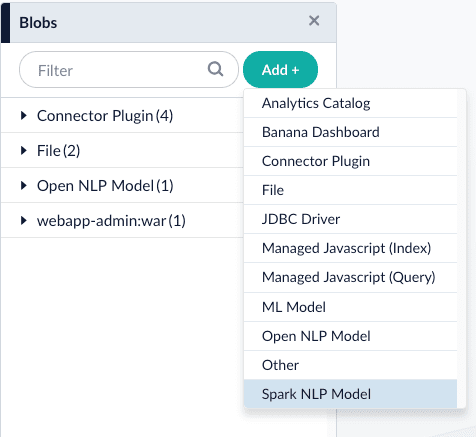 Blobs
Filter
Add +
Connector Plugin (4)
File (2)
Open NLP Model (1)
webapp-admin:war (1)
Analytics Catalog
Banana Dashboard
Connector Plugin
File
JDBC Driver
Managed Javascript (Index)
Managed Javascript (Query)
ML Model
Open NLP Model
Other
Spark NLP Model